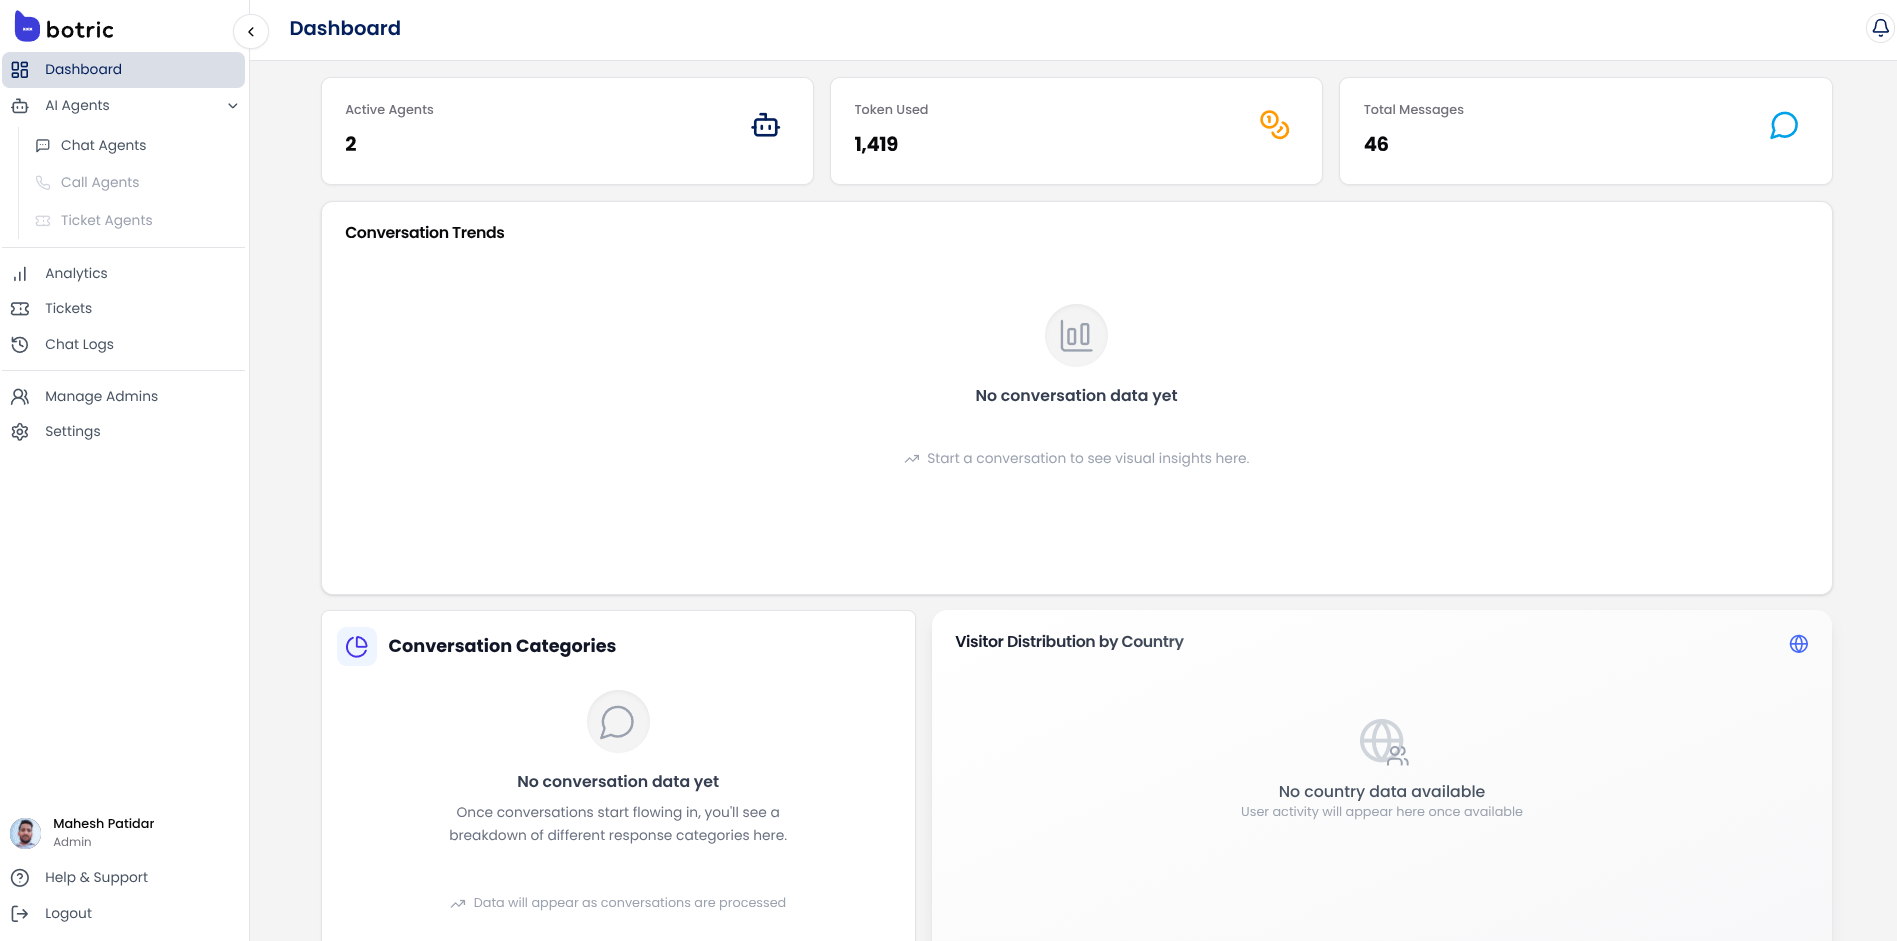 botric
Dashboard
Dashboard
AI Agents
Chat Agents
Call Agents
Ticket Agents
Analytics
Tickets
Chat Logs
Manage Admins
Settings
Mahesh Patidar
Admin
Help & Support
Logout
Active Agents
2
Token Used
1,419
Total Messages
46
Conversation Trends
No conversation data yet
Start a conversation to see visual insights here.
Conversation Categories
No conversation data yet
Once conversations start flowing in, you'll see a
breakdown of different response categories here.
Data will appear as conversations are processed
Visitor Distribution by Country
No country data available
User activity will appear here once available